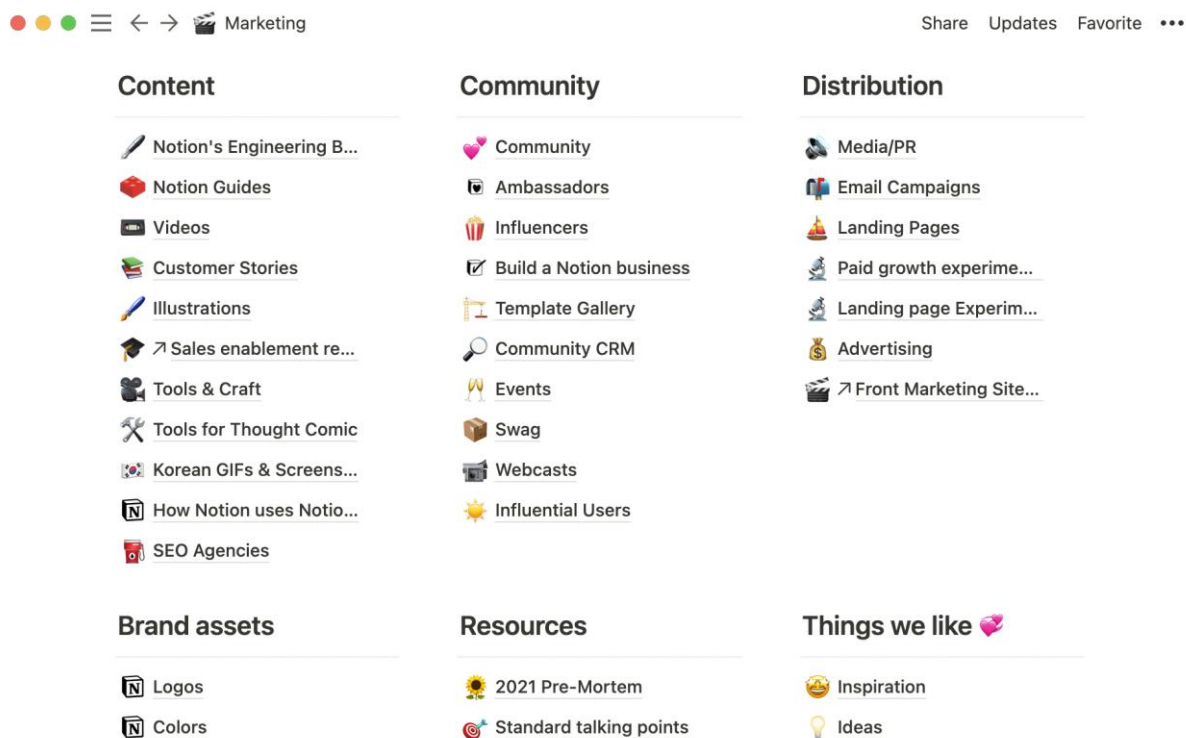 Marketing
Share Updates Favorite
Content
Notion's Engineering B...
Notion Guides
Videos
Customer Stories
Illustrations
Sales enablement re...
Tools & Craft
Tools for Thought Comic
Korean GIFs & Screens...
How Notion uses Notio...
SEO Agencies
Community
Community
Ambassadors
Influencers
Build a Notion business
Template Gallery
Community CRM
Events
Swag
Webcasts
Influential Users
Distribution
Media/PR
Email Campaigns
Landing Pages
Paid growth experime...
Landing page Experim...
Advertising
Front Marketing Site...
Brand assets
Logos
Colors
Resources
2021 Pre-Mortem
Standard talking points
Things we like
Inspiration
Ideas